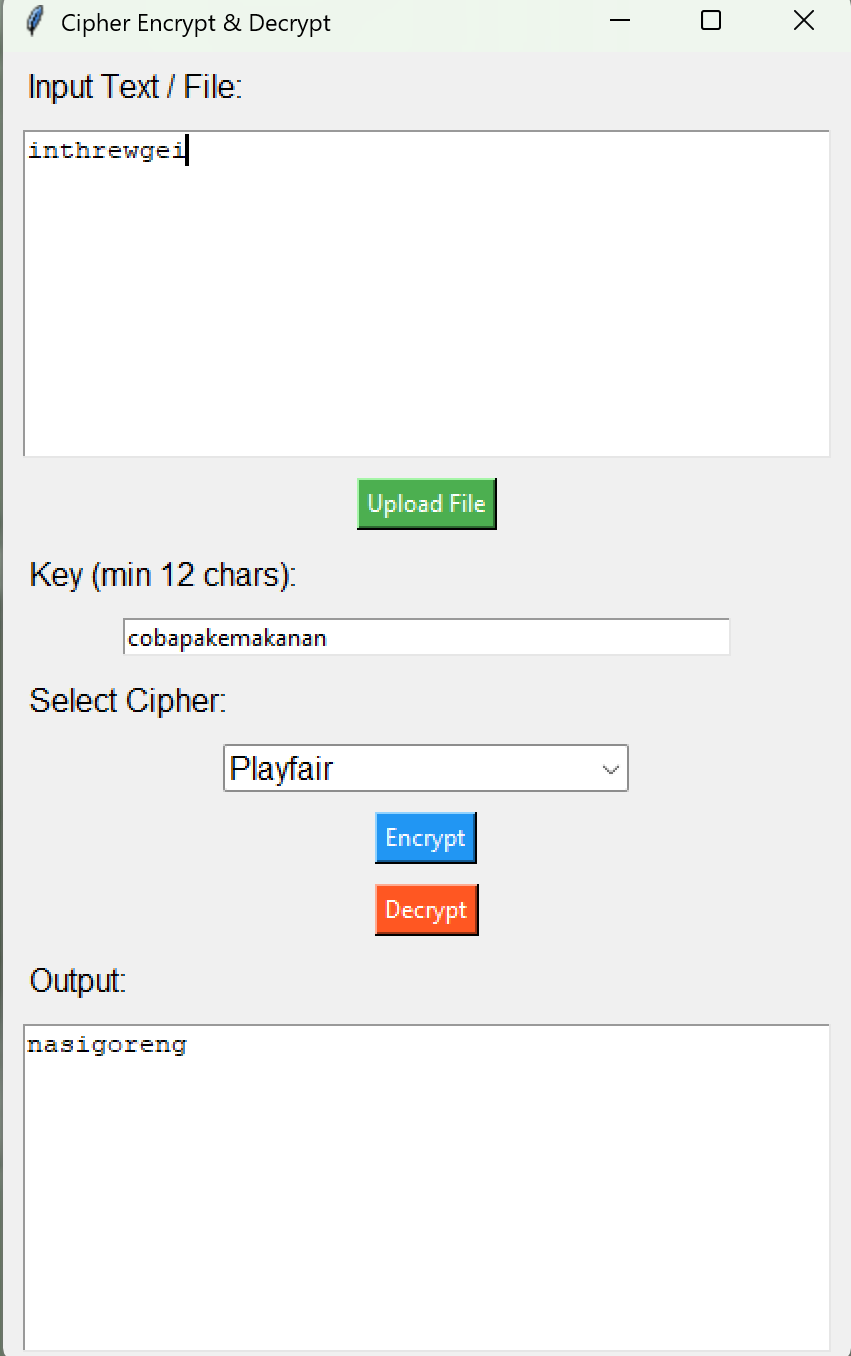 Cipher Encrypt & Decrypt
Input Text / File:
inthrewgei
Upload File
Key (min 12 chars):
cobapakemakanan
Select Cipher:
Playfair
Encrypt
Decrypt
Output:
nasigoreng